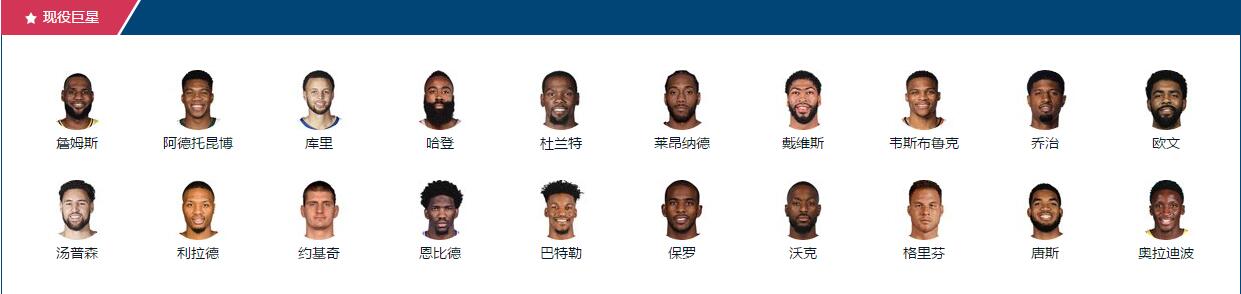 现役巨星
詹姆斯 阿德托昆博 库里 哈登 杜兰特 莱昂纳德 戴维斯 韦斯布鲁克 乔治 欧文
汤普森 利拉德 约基奇 恩比德 巴特勒 保罗 沃克 格里芬 唐斯 奥拉迪波